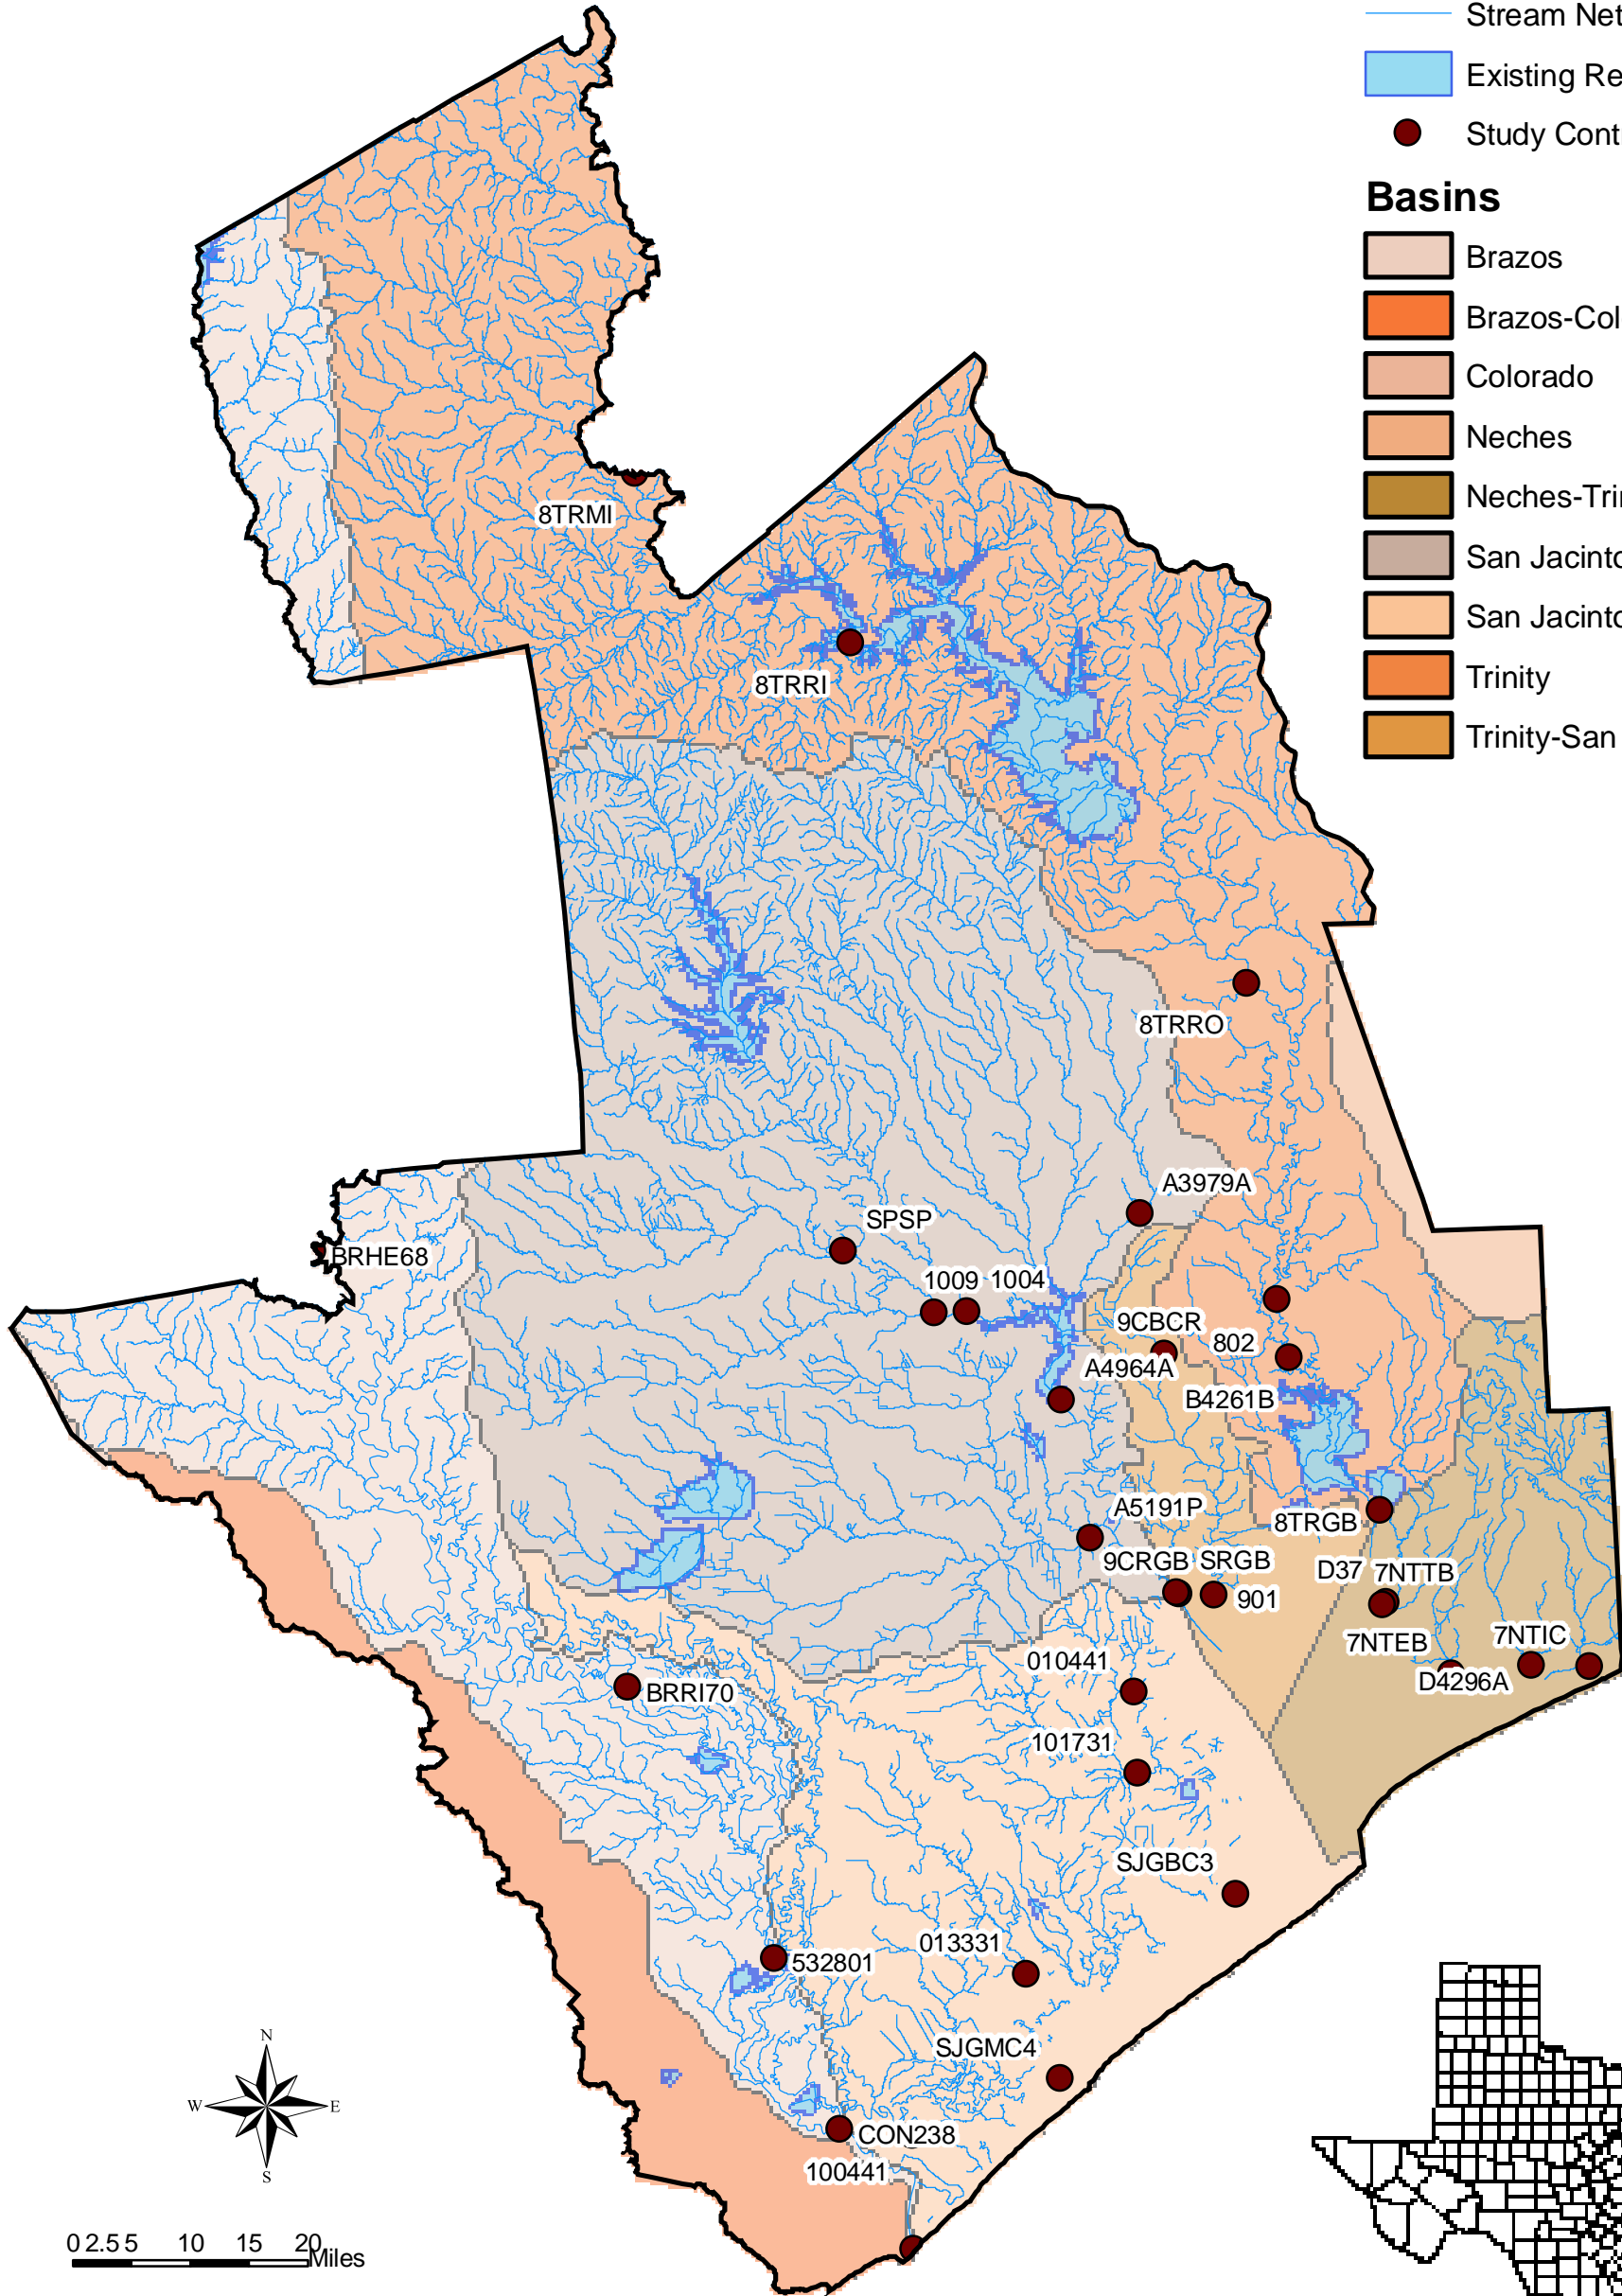 Stream Net
Existing Re
Study Cont
Basins
Brazos
Brazos-Col
Colorado
Neches
Neches-Tri
San Jacinto
San Jacinto
Trinity
Trinity-San
8TRMI
8TRRI
8TRRO
A3979A
SPSP
BRHE68
1009 1004
9CBCR
802
A4964A
B4261B
A5191P
8TRGB
9CRGB SRGB
D37 7NTTB
901
7NTEB
7NTIC
010441
D4296A
BRRI70
101731
SJGBC3
013331
532801
SJGMC4
CON238
100441
N
W E
S
0 2.5 5 10 15 20
Miles